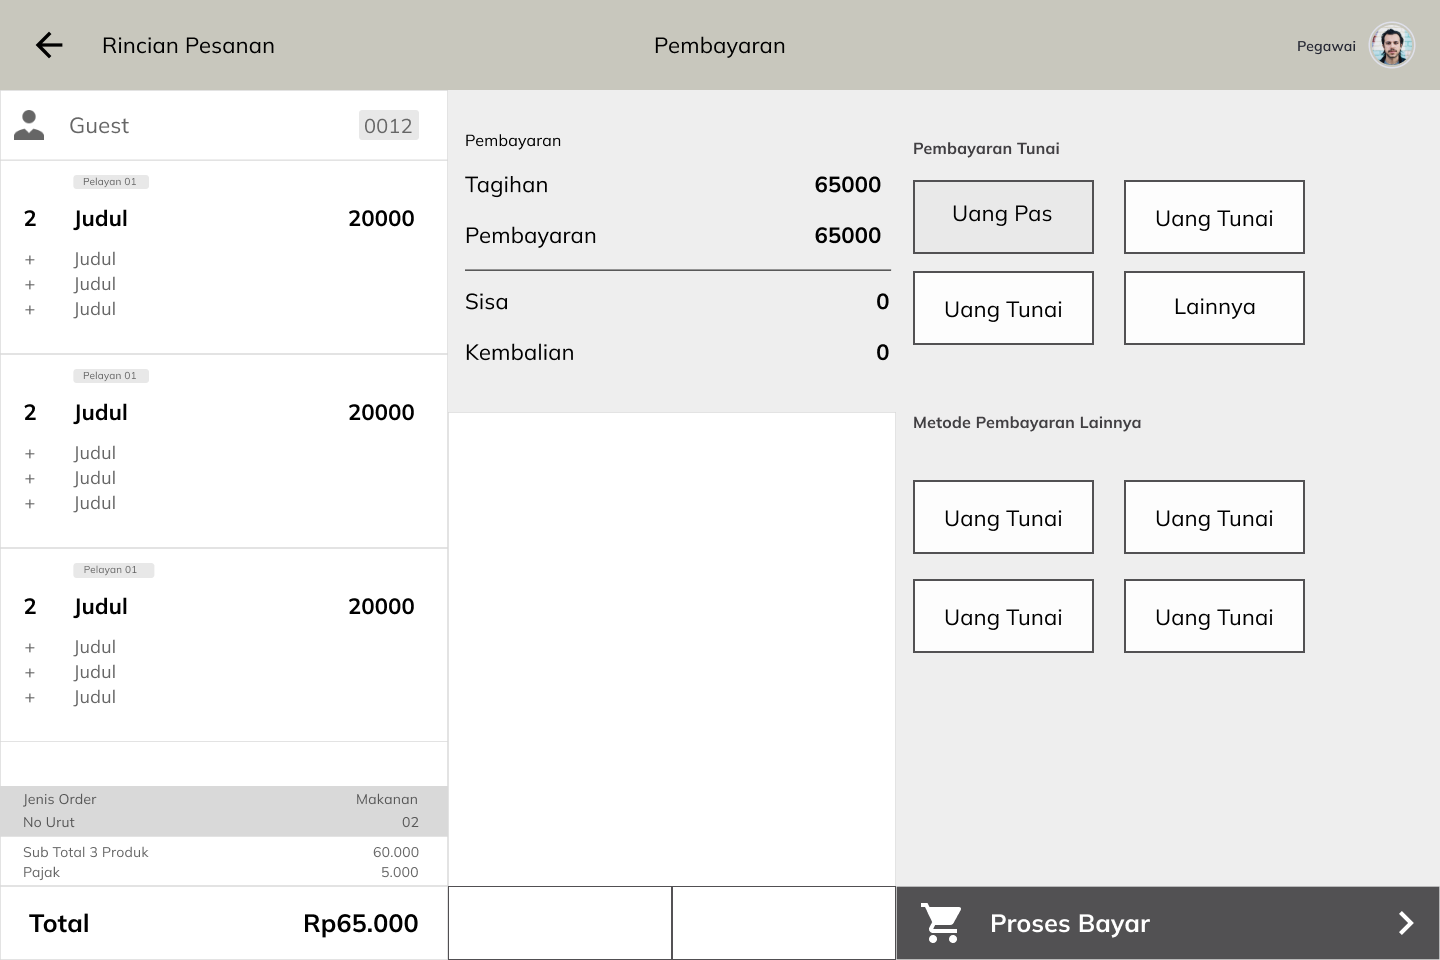 Rincian Pesanan
Pembayaran
Pegawai
Guest 0012
Pelayan 01
2 Judul 20000
+ Judul
+ Judul
+ Judul
Pelayan 01
2 Judul 20000
+ Judul
+ Judul
+ Judul
Pelayan 01
2 Judul 20000
+ Judul
+ Judul
+ Judul
Jenis Order Makanan
No Urut 02
Sub Total 3 Produk 60.000
Pajak 5.000
Total Rp65.000
Pembayaran
Tagihan 65000
Pembayaran 65000
Sisa 0
Kembalian 0
Pembayaran Tunai
Uang Pas Uang Tunai
Uang Tunai Lainnya
Metode Pembayaran Lainnya
Uang Tunai Uang Tunai
Uang Tunai Uang Tunai
Proses Bayar